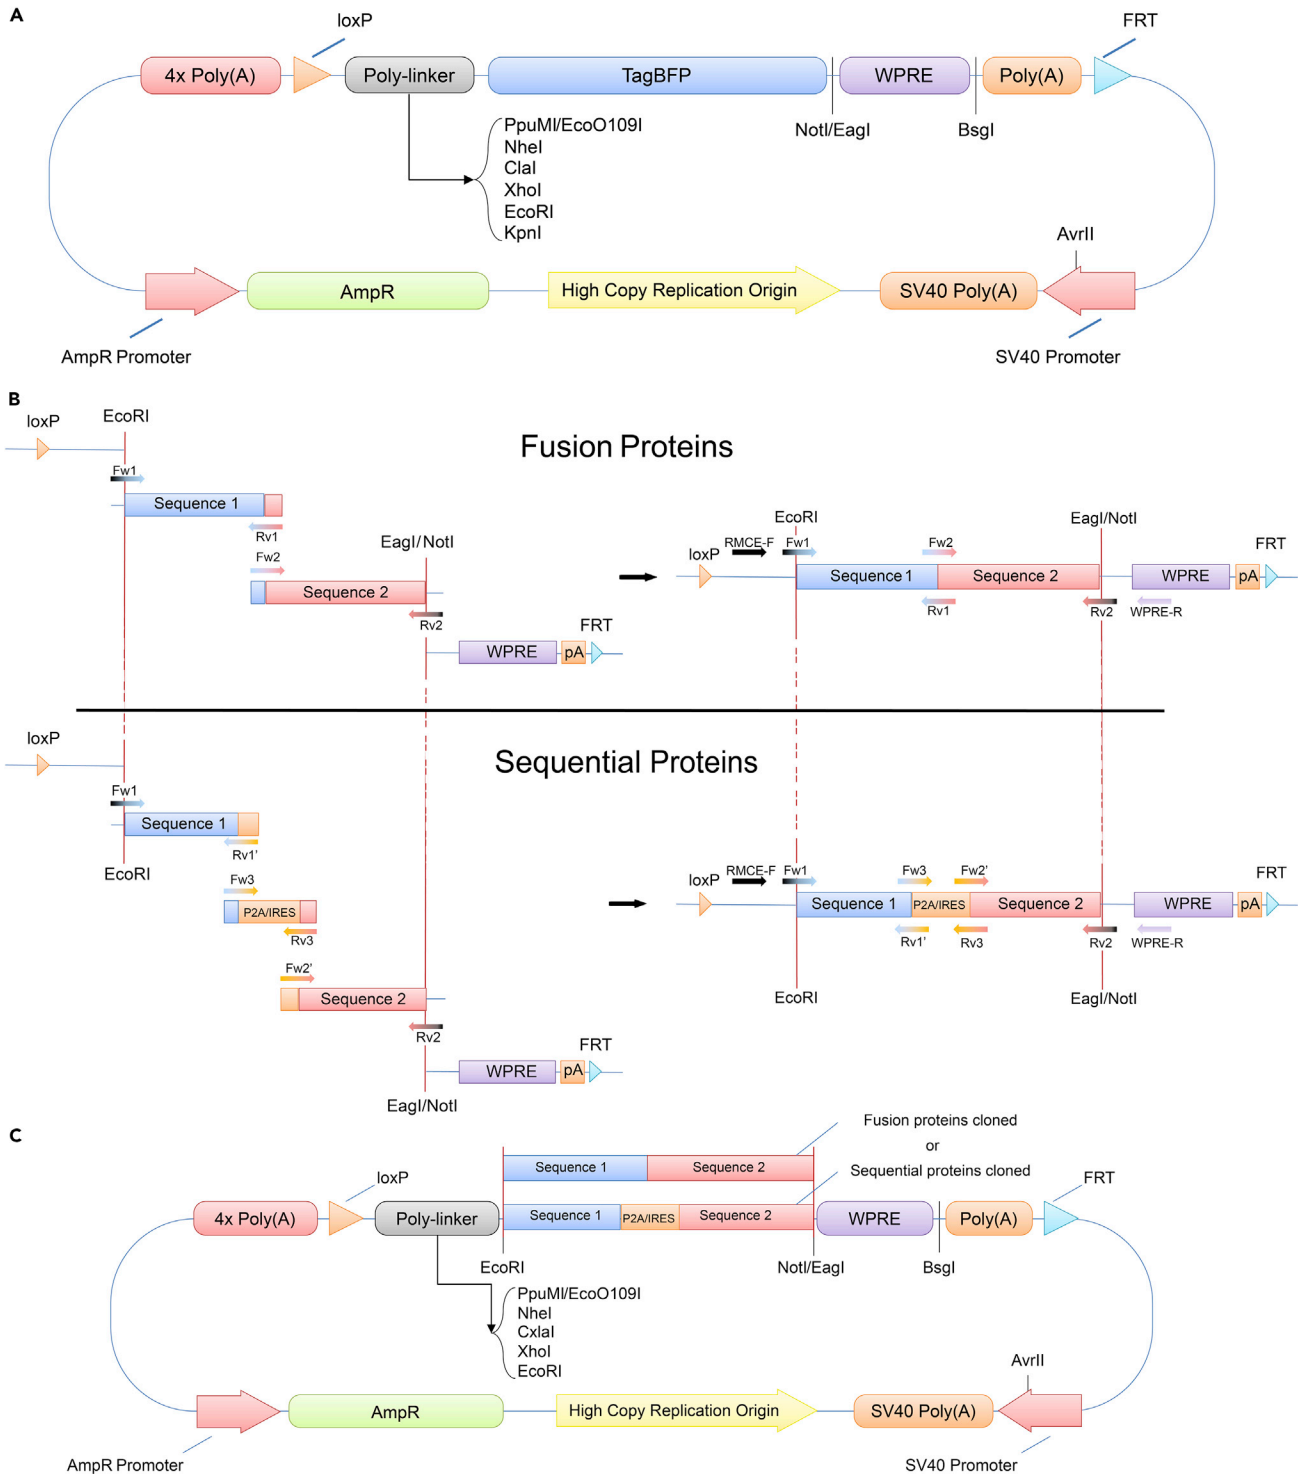 A
loxP
FRT
4x Poly(A)
Poly-linker
TagBFP
WPRE
Poly(A)
NotI/EagI
BsgI
PpuMI/EcoO109I
NheI
ClaI
XhoI
EcoRI
KpnI
AvrII
AmpR
High Copy Replication Origin
SV40 Poly(A)
AmpR Promoter
SV40 Promoter
B
loxP
EcoRI
Fusion Proteins
Fw1
Sequence 1
Rv1
Fw2
EagI/NotI
Sequence 2
Rv2
FRT
WPRE
pA
EcoRI
EagI/NotI
loxP
RMCE-F
Fw1
Fw2
FRT
Sequence 1
Sequence 2
WPRE
pA
Rv1
Rv2
WPRE-R
loxP
Sequential Proteins
Fw1
Sequence 1
Rv1'
EcoRI
Fw3
P2A/IRES
Rv3
Fw2'
Sequence 2
Rv2
FRT
WPRE
pA
EagI/NotI
loxP
RMCE-F
Fw1
Fw3
Fw2'
FRT
Sequence 1
P2A/IRES
Sequence 2
WPRE
pA
Rv1'
Rv3
Rv2
WPRE-R
EcoRI
EagI/NotI
C
Fusion proteins cloned
or
Sequential proteins cloned
Sequence 1
Sequence 2
loxP
FRT
4x Poly(A)
Poly-linker
Sequence 1
P2A/IRES
Sequence 2
WPRE
Poly(A)
EcoRI
NotI/EagI
BsgI
PpuMI/EcoO109I
NheI
CxlaI
XhoI
EcoRI
AvrII
AmpR
High Copy Replication Origin
SV40 Poly(A)
AmpR Promoter
SV40 Promoter